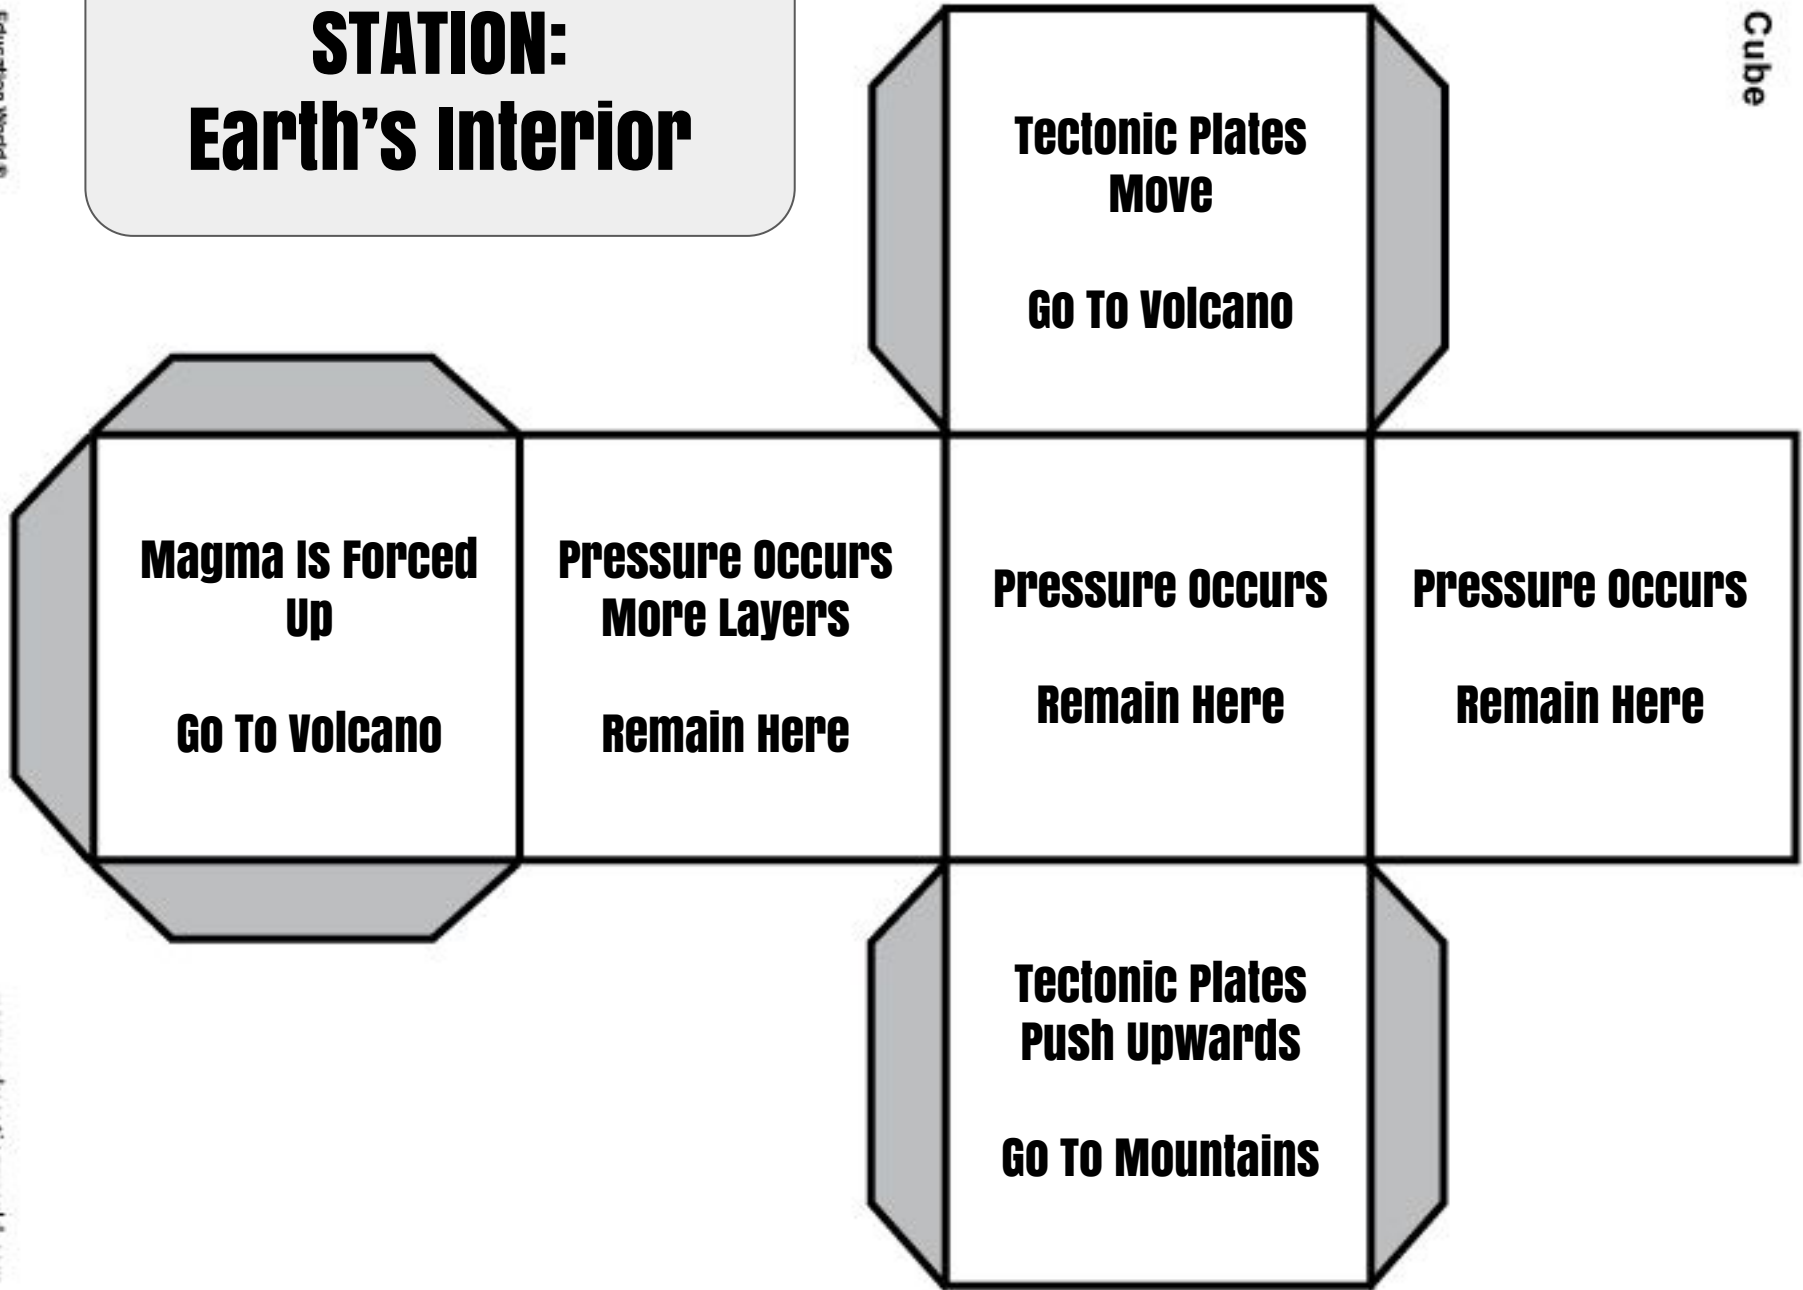 STATION:
Earth's Interior
Cube
Tectonic Plates
Move
Go To Volcano
Magma Is Forced
Up
Go To Volcano
Pressure Occurs
More Layers
Remain Here
Pressure Occurs
Remain Here
Pressure Occurs
Remain Here
Tectonic Plates
Push Upwards
Go To Mountains